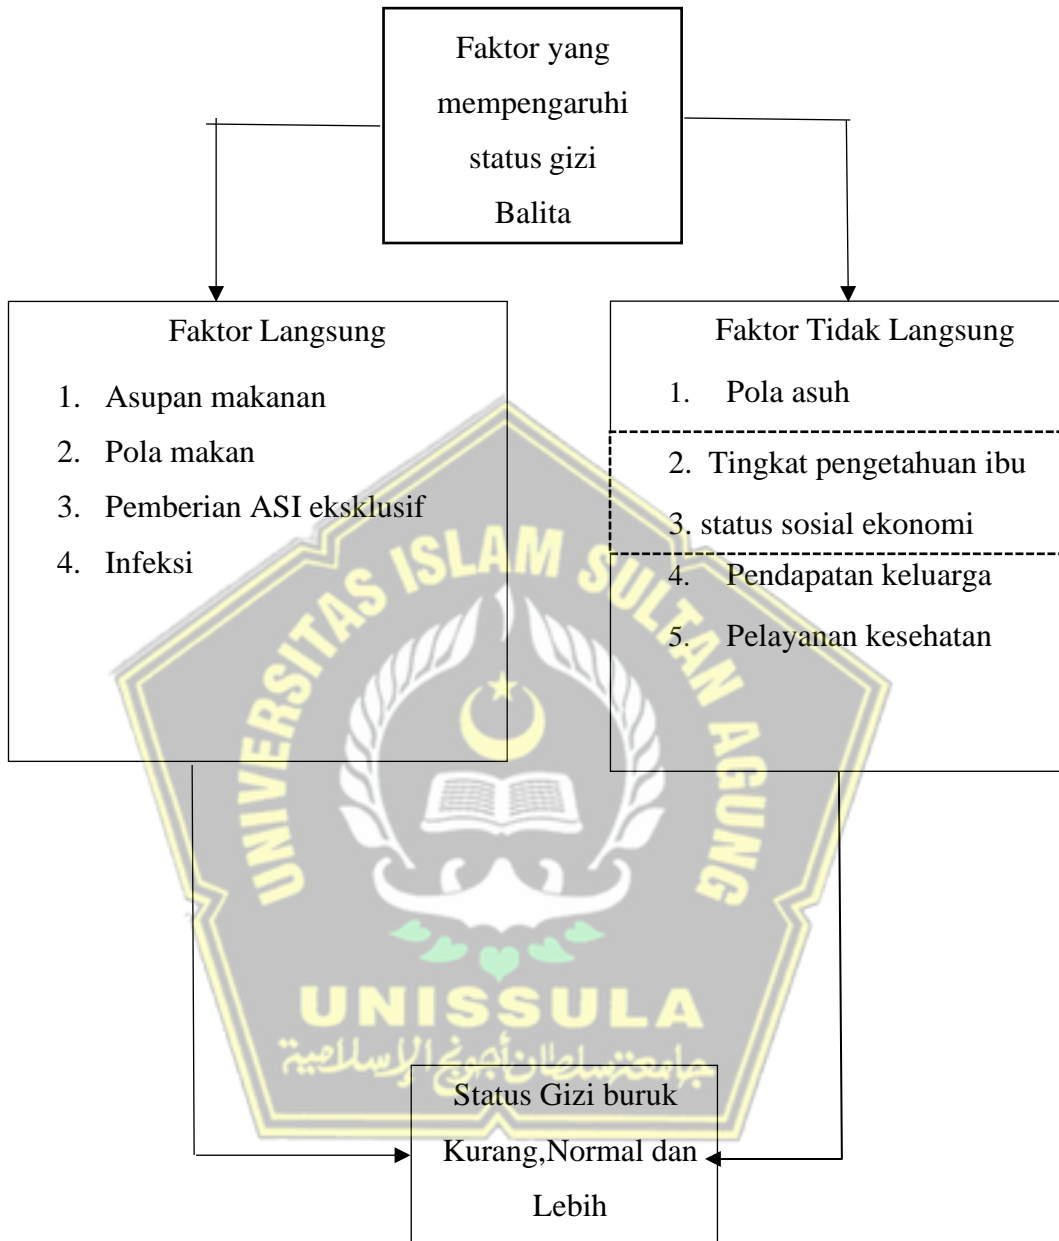 Faktor yang
mempengaruhi
status gizi
Balita
Faktor Langsung
1. Asupan makanan
2. Pola makan
3. Pemberian ASI eksklusif
4. Infeksi
Faktor Tidak Langsung
1. Pola asuh
2. Tingkat pengetahuan ibu
3. status sosial ekonomi
4. Pendapatan keluarga
5. Pelayanan kesehatan
UNIVERSITAS ISLAM SULTAN AGUNG
UNISSULA
جامعة سلطان أجونج الإسلامية
Status Gizi buruk
Kurang,Normal dan
Lebih